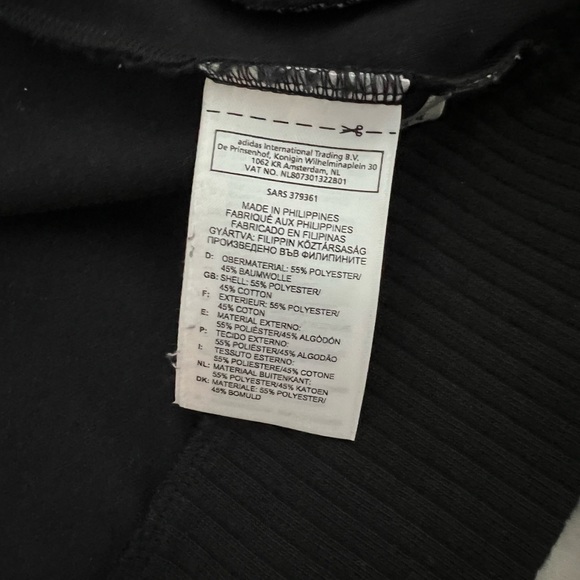 adidas International Trading B.V.
De Prinsenhof, Konigin Wilhelminaplein 30
1062 KR Amsterdam, NL
VAT NO. NL807301322B01
SARS 379361
MADE IN PHILIPPINES
FABRIQUÉ AUX PHILIPPINES
FABRICADO EN FILIPINAS
GYÁRTVA: FILIPPIN KÖZTÁRSASÁG
ПРОИЗВЕДЕНО ВЪВ ФИЛИПИНИТЕ
D: OBERMATERIAL: 55% POLYESTER/
45% BAUMWOLLE
GB: SHELL: 55% POLYESTER/
45% COTTON
F: EXTERIEUR: 55% POLYESTER/
45% COTON
E: MATERIAL EXTERNO:
55% POLIÉSTER/45% ALGODÓN
P: TECIDO EXTERNO:
55% POLIÉSTER/45% ALGODÃO
I: TESSUTO ESTERNO:
55% POLIESTERE/45% COTONE
NL: MATERIAAL BUITENKANT:
55% POLYESTER/45% KATOEN
DK: MATERIALE: 55% POLYESTER/
45% BOMULD